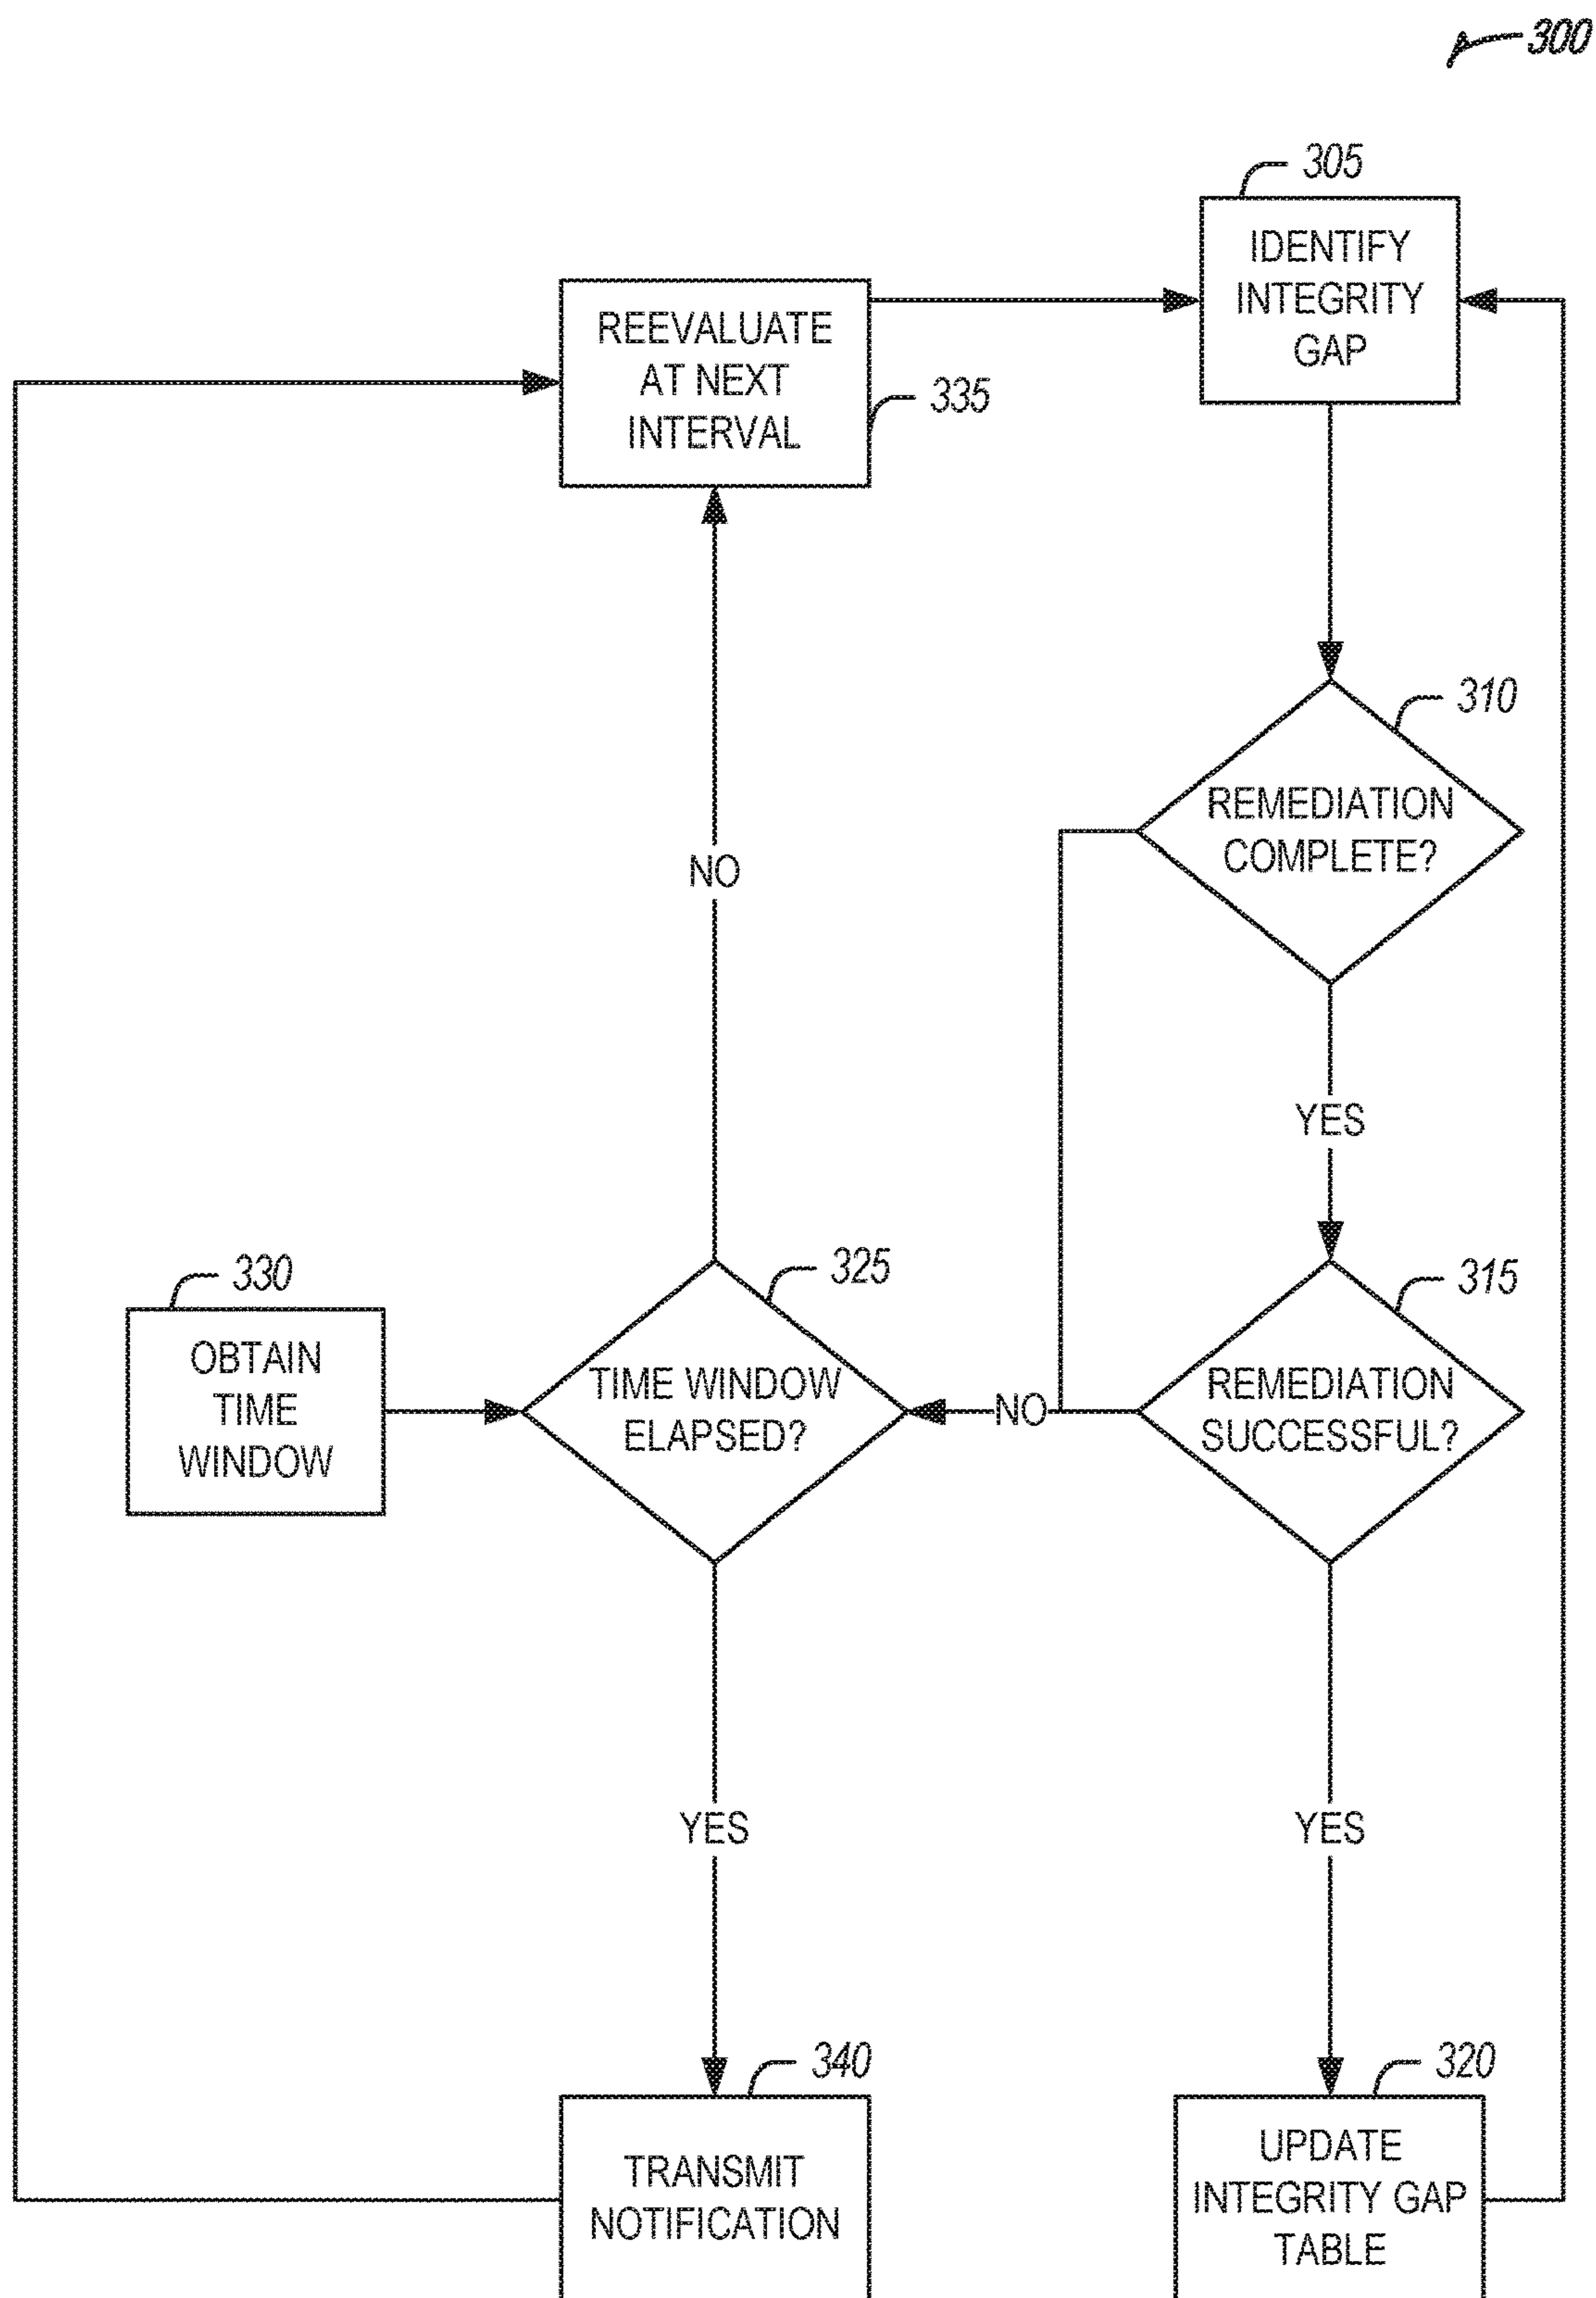 300
305
IDENTIFY
INTEGRITY
GAP
REEVALUATE
AT NEXT
INTERVAL
335
310
REMEDIATION
COMPLETE?
NO
YES
330
OBTAIN
TIME
WINDOW
325
TIME WINDOW
ELAPSED?
NO
315
REMEDIATION
SUCCESSFUL?
YES
YES
340
TRANSMIT
NOTIFICATION
320
UPDATE
INTEGRITY GAP
TABLE